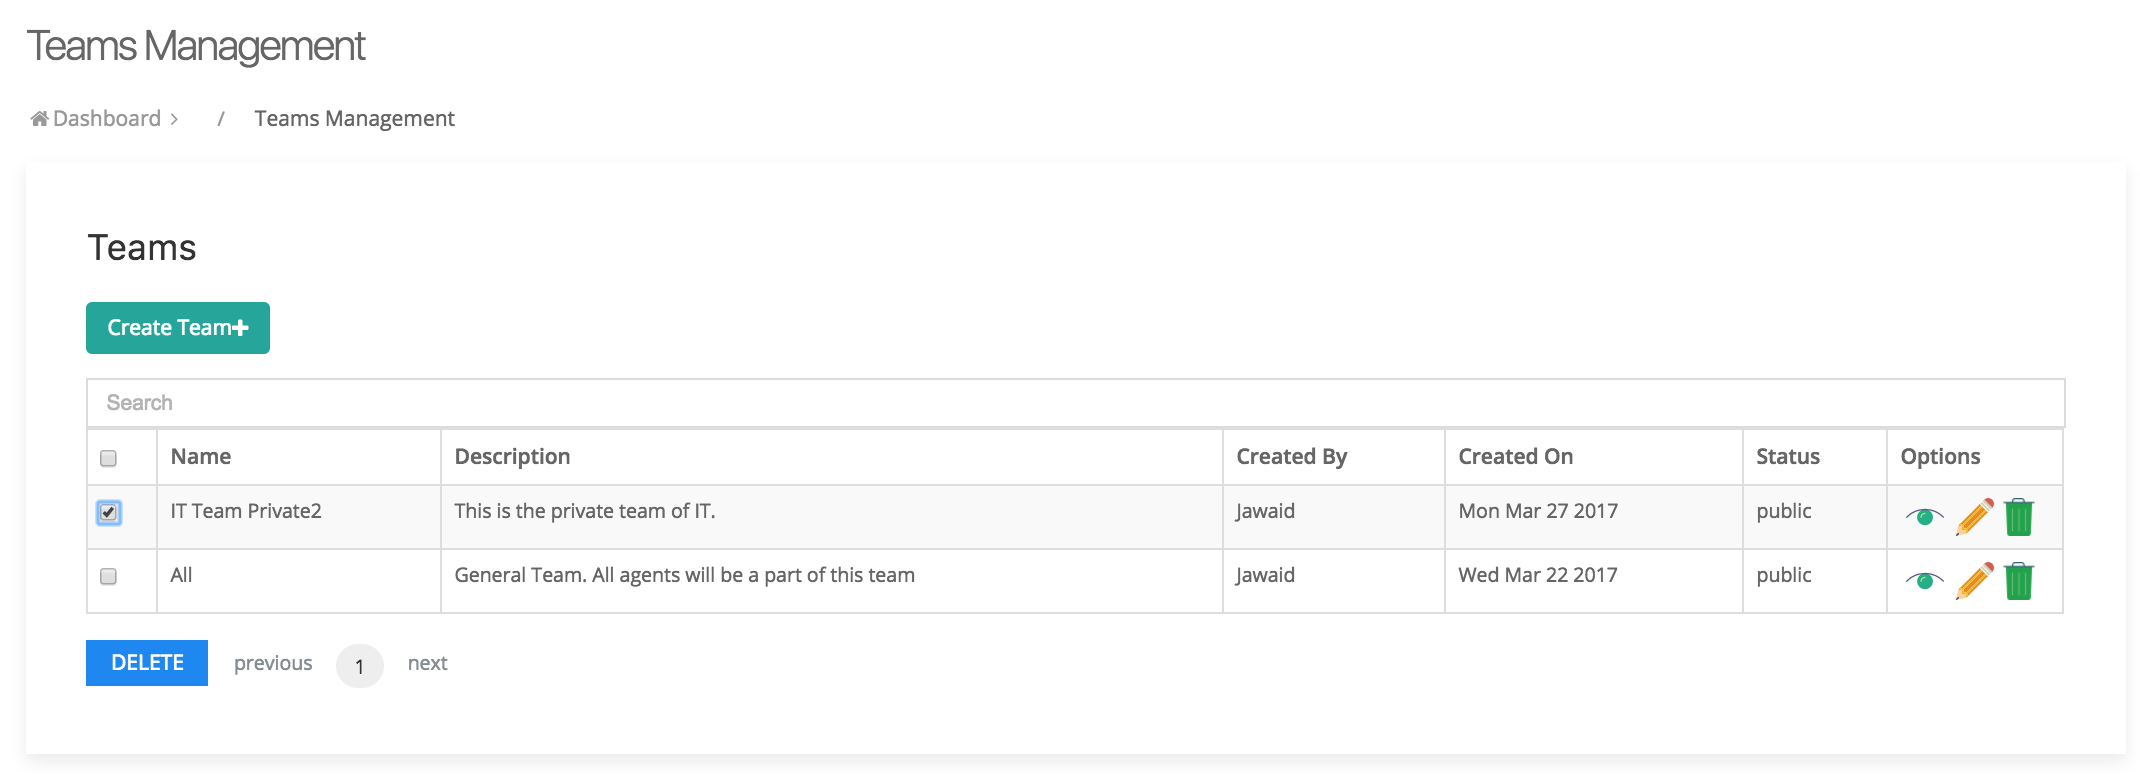 Teams Management
Dashboard > / Teams Management
Teams
Create Team+
Search
Name Description Created By Created On Status Options
IT Team Private2 This is the private team of IT. Jawaid Mon Mar 27 2017 public
All General Team. All agents will be a part of this team Jawaid Wed Mar 22 2017 public
DELETE previous 1 next